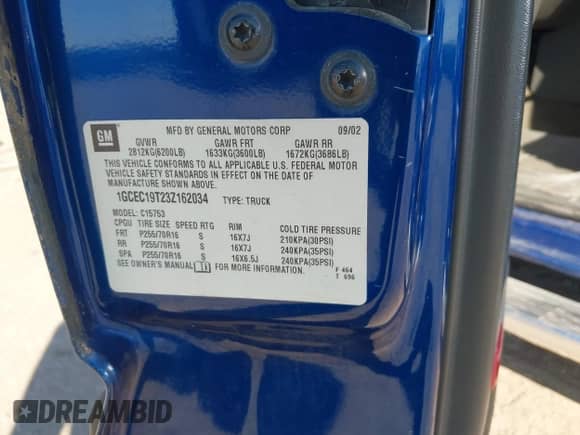 GM
MFD BY GENERAL MOTORS CORP 09/02
GVWR GAWR FRT GAWR RR
2812KG(6200LB) 1633KG(3600LB) 1672KG(3686LB)
THIS VEHICLE CONFORMS TO ALL APPLICABLE U.S. FEDERAL MOTOR
VEHICLE SAFETY STANDARDS IN EFFECT ON THE DATE OF
MANUFACTURE SHOWN ABOVE.
1GCEC19T23Z162034 TYPE: TRUCK
MODEL: C15753
CPGU TIRE SIZE SPEED RTG RIM COLD TIRE PRESSURE
FRT P255/70R16 S 16X7J 210KPA(30PSI)
RR P255/70R16 S 16X7J 240KPA(35PSI)
SPA P255/70R16 S 16X6.5J 240KPA(35PSI)
SEE OWNER'S MANUAL FOR MORE INFORMATION. F 464
T 696
DREAMBID